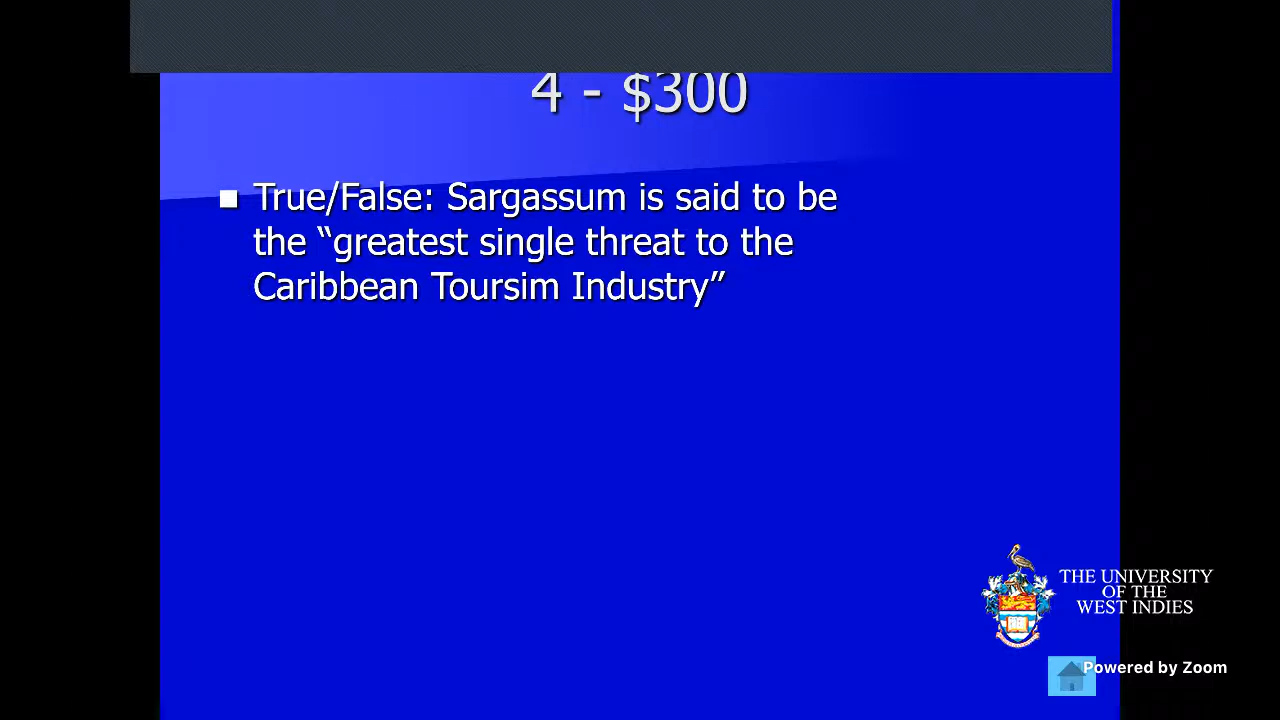 4 - $300
True/False: Sargassum is said to be
the “greatest single threat to the
Caribbean Toursim Industry”
THE UNIVERSITY
OF THE
WEST INDIES
Powered by Zoom